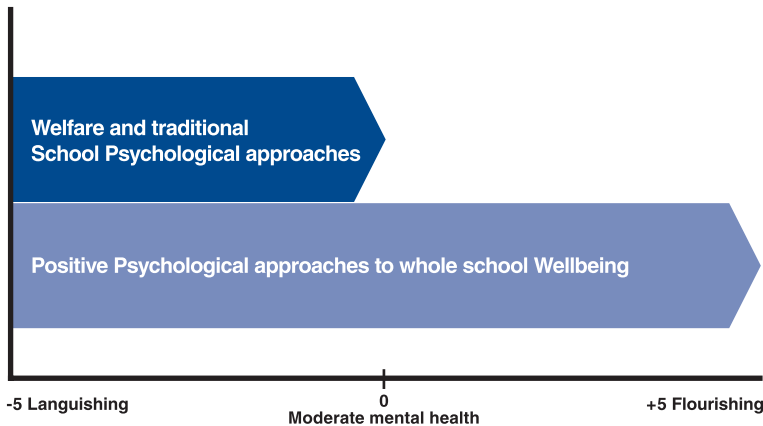 Welfare and traditional
School Psychological approaches
Positive Psychological approaches to whole school Wellbeing
-5 Languishing
0
Moderate mental health
+5 Flourishing